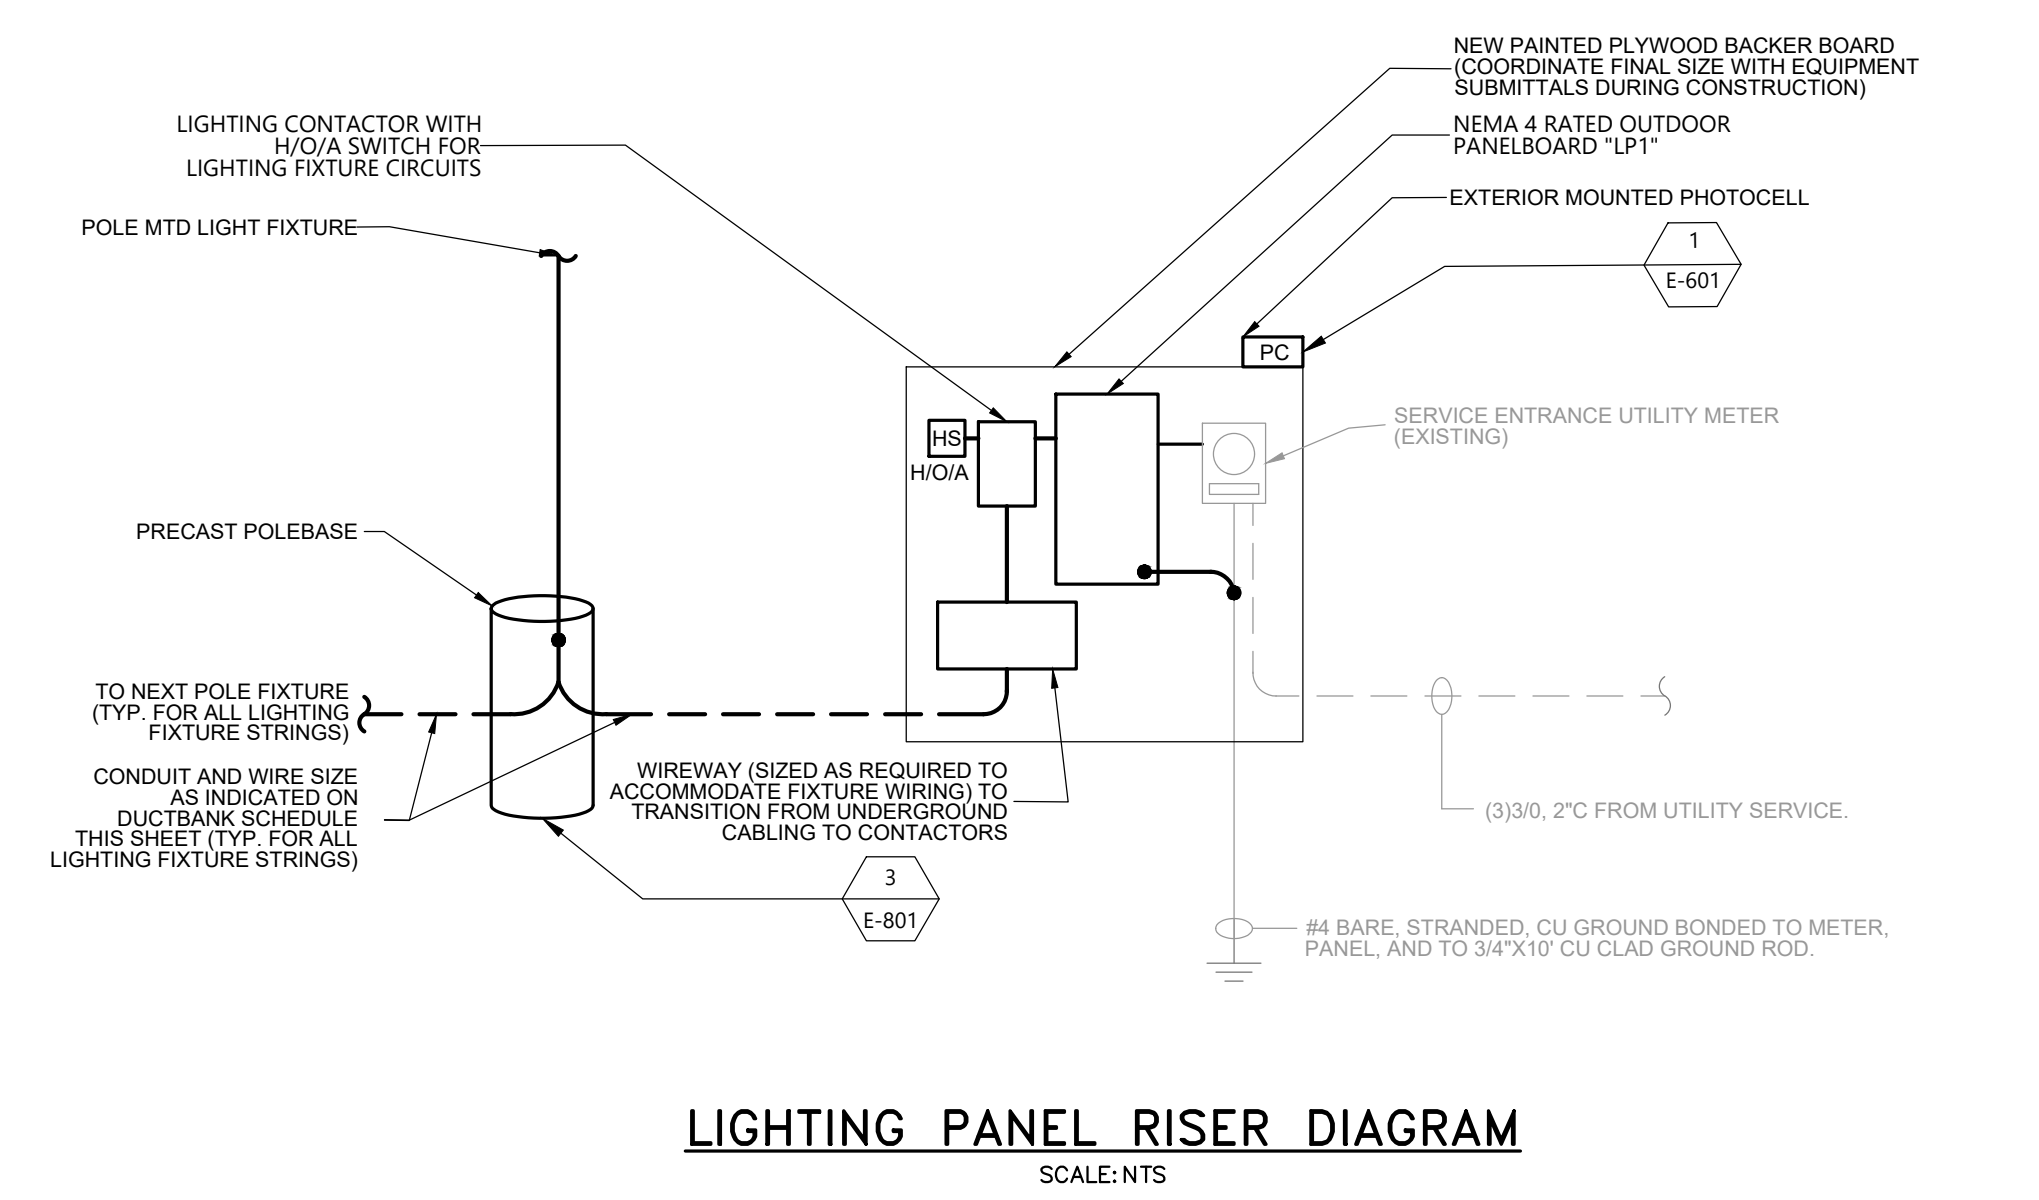 NEW PAINTED PLYWOOD BACKER BOARD
(COORDINATE FINAL SIZE WITH EQUIPMENT
SUBMITTALS DURING CONSTRUCTION)
LIGHTING CONTACTOR WITH
H/O/A SWITCH FOR
LIGHTING FIXTURE CIRCUITS
NEMA 4 RATED OUTDOOR
PANELBOARD "LP1"
EXTERIOR MOUNTED PHOTOCELL
POLE MTD LIGHT FIXTURE
1
E-601
PC
SERVICE ENTRANCE UTILITY METER
(EXISTING)
HS
H/O/A
PRECAST POLEBASE
TO NEXT POLE FIXTURE
(TYP. FOR ALL LIGHTING
FIXTURE STRINGS)
CONDUIT AND WIRE SIZE
AS INDICATED ON
DUCTBANK SCHEDULE
THIS SHEET (TYP. FOR ALL
LIGHTING FIXTURE STRINGS)
WIREWAY (SIZED AS REQUIRED TO
ACCOMMODATE FIXTURE WIRING) TO
TRANSITION FROM UNDERGROUND
CABLING TO CONTACTORS
(3)3/0, 2"C FROM UTILITY SERVICE.
3
E-801
#4 BARE, STRANDED, CU GROUND BONDED TO METER,
PANEL, AND TO 3/4"X10' CU CLAD GROUND ROD.
LIGHTING PANEL RISER DIAGRAM
SCALE: NTS